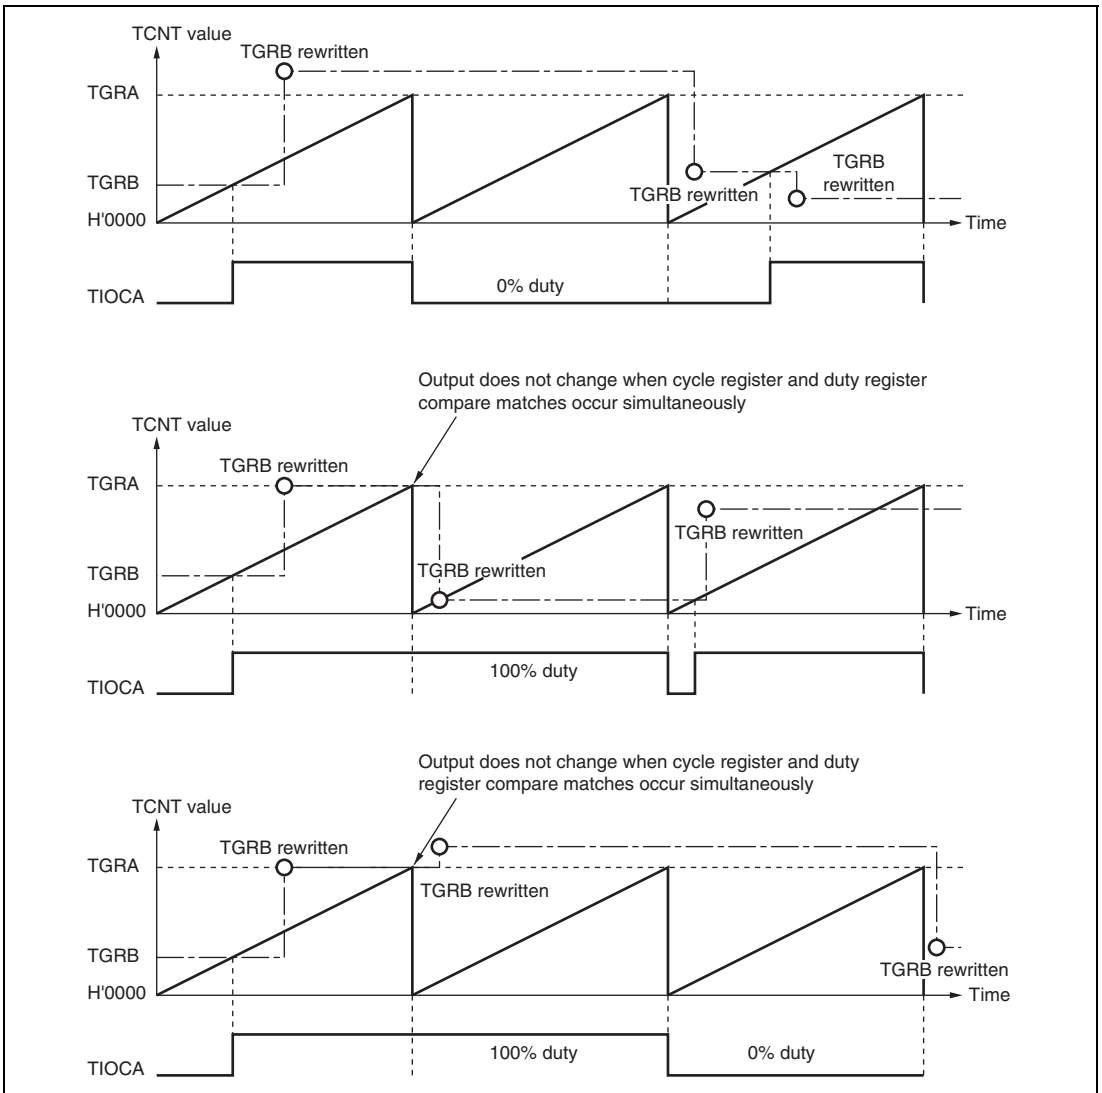 TCNT value
TGRB rewritten
TGRA
TGRB
rewritten
TGRB
TGRB rewritten
H'0000
Time
0% duty
TIOCA
Output does not change when cycle register and duty register
compare matches occur simultaneously
TCNT value
TGRB rewritten
TGRA
TGRB rewritten
TGRB
TGRB rewritten
H'0000
Time
100% duty
TIOCA
Output does not change when cycle register and duty
register compare matches occur simultaneously
TCNT value
TGRB rewritten
TGRA
TGRB rewritten
TGRB
TGRB rewritten
H'0000
Time
100% duty
0% duty
TIOCA